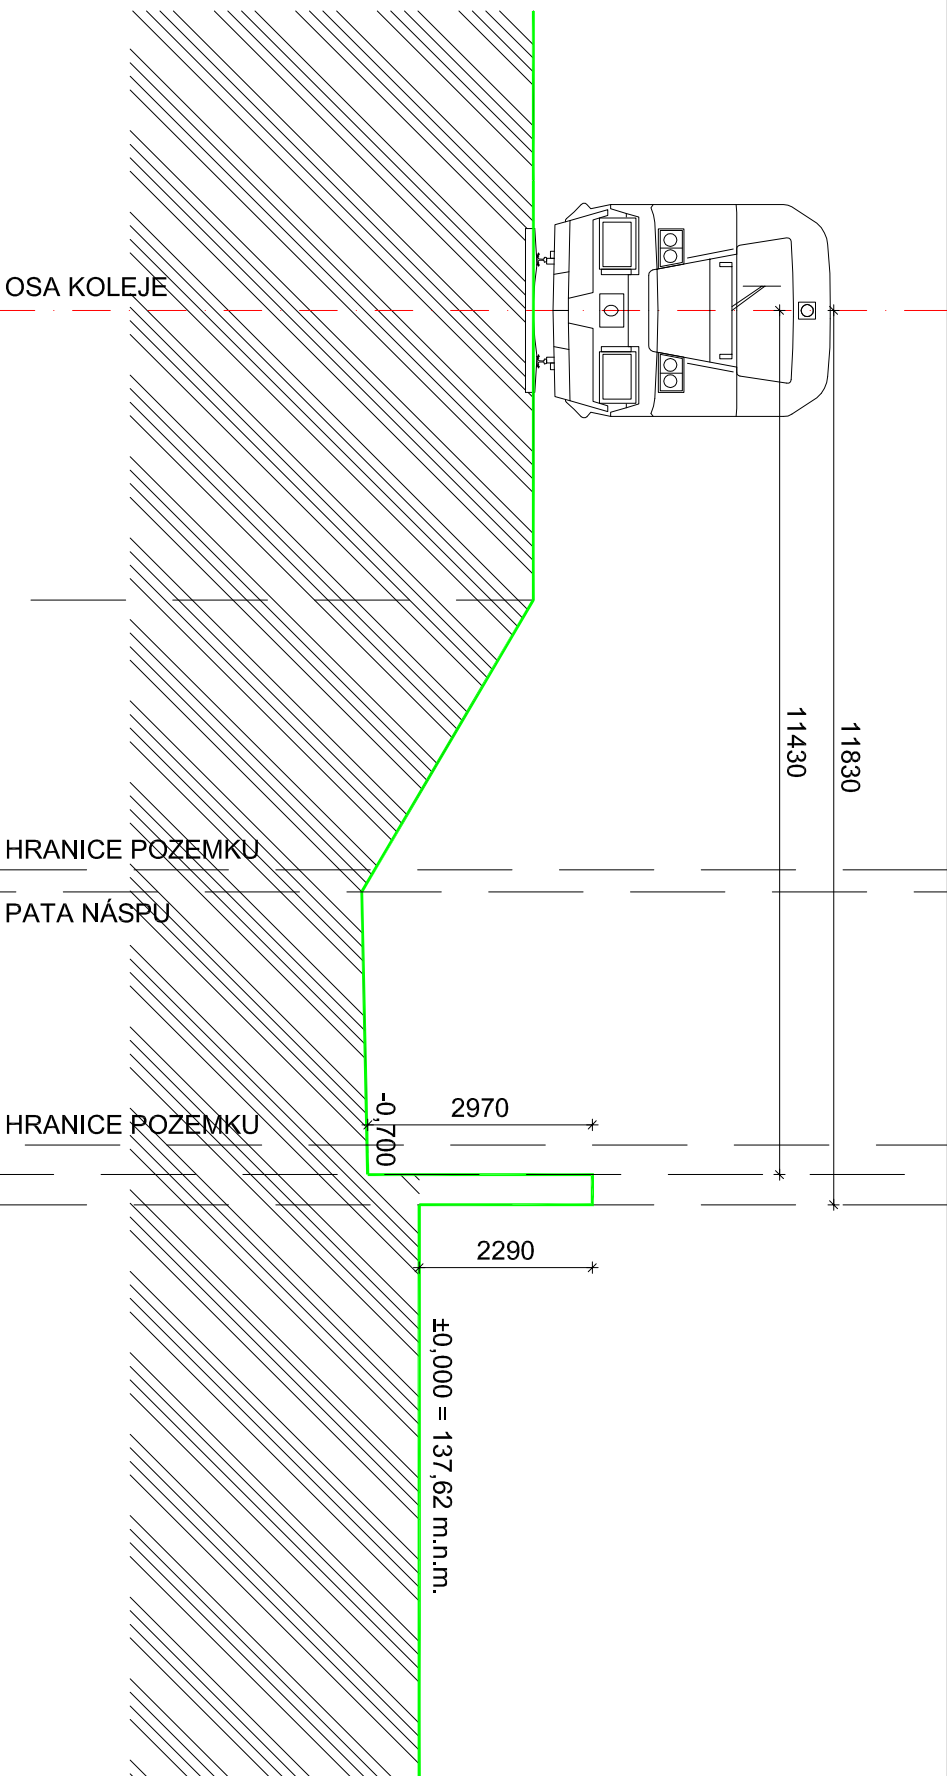 OSA KOLEJE
11430
11830
HRANICE POZEMKU
PATA NÁSPU
-0,700
2970
HRANICE POZEMKU
2290
±0,000 = 137,62 m.n.m.